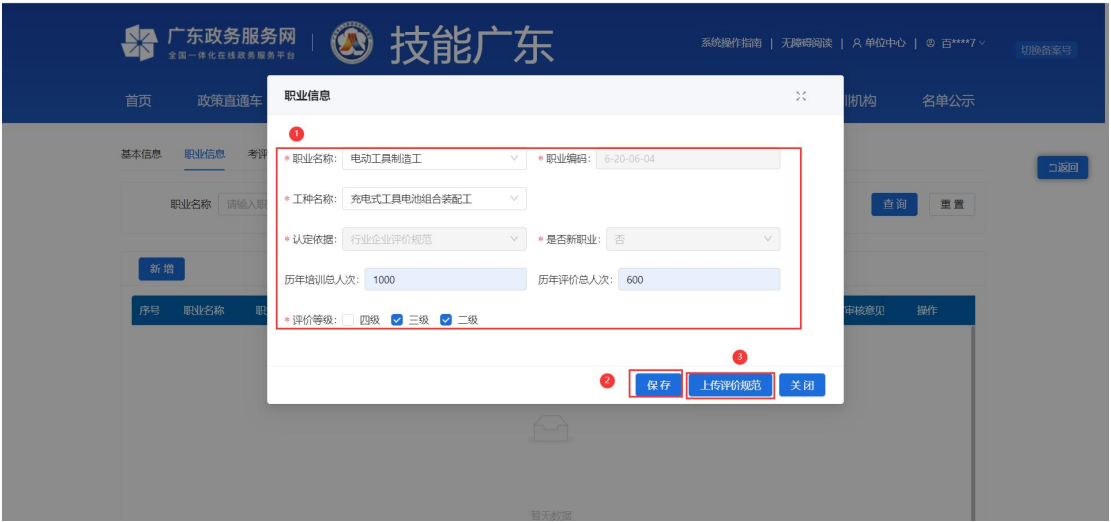 广东政务服务网
全国一体化在线政务服务平台
技能广东
系统操作指南 | 无障碍阅读 | 单位中心 | 百****7
切换备案号
首页 政策直通车
训机构 名单公示
职业信息
1
基本信息 职业信息 考评
返回
* 职业名称: 电动工具制造工 * 职业编码: 6-20-06-04
职业名称 请输入职
查 询 重 置
* 工种名称: 充电式工具电池组合装配工
* 认定依据: 行业企业评价规范 * 是否新职业: 否
新 增
历年培训总人次: 1000 历年评价总人次: 600
序号 职业名称 职
审核意见 操作
* 评价等级: 四级 三级 二级
3
2
保 存 上传评价规范 关 闭
暂无数据